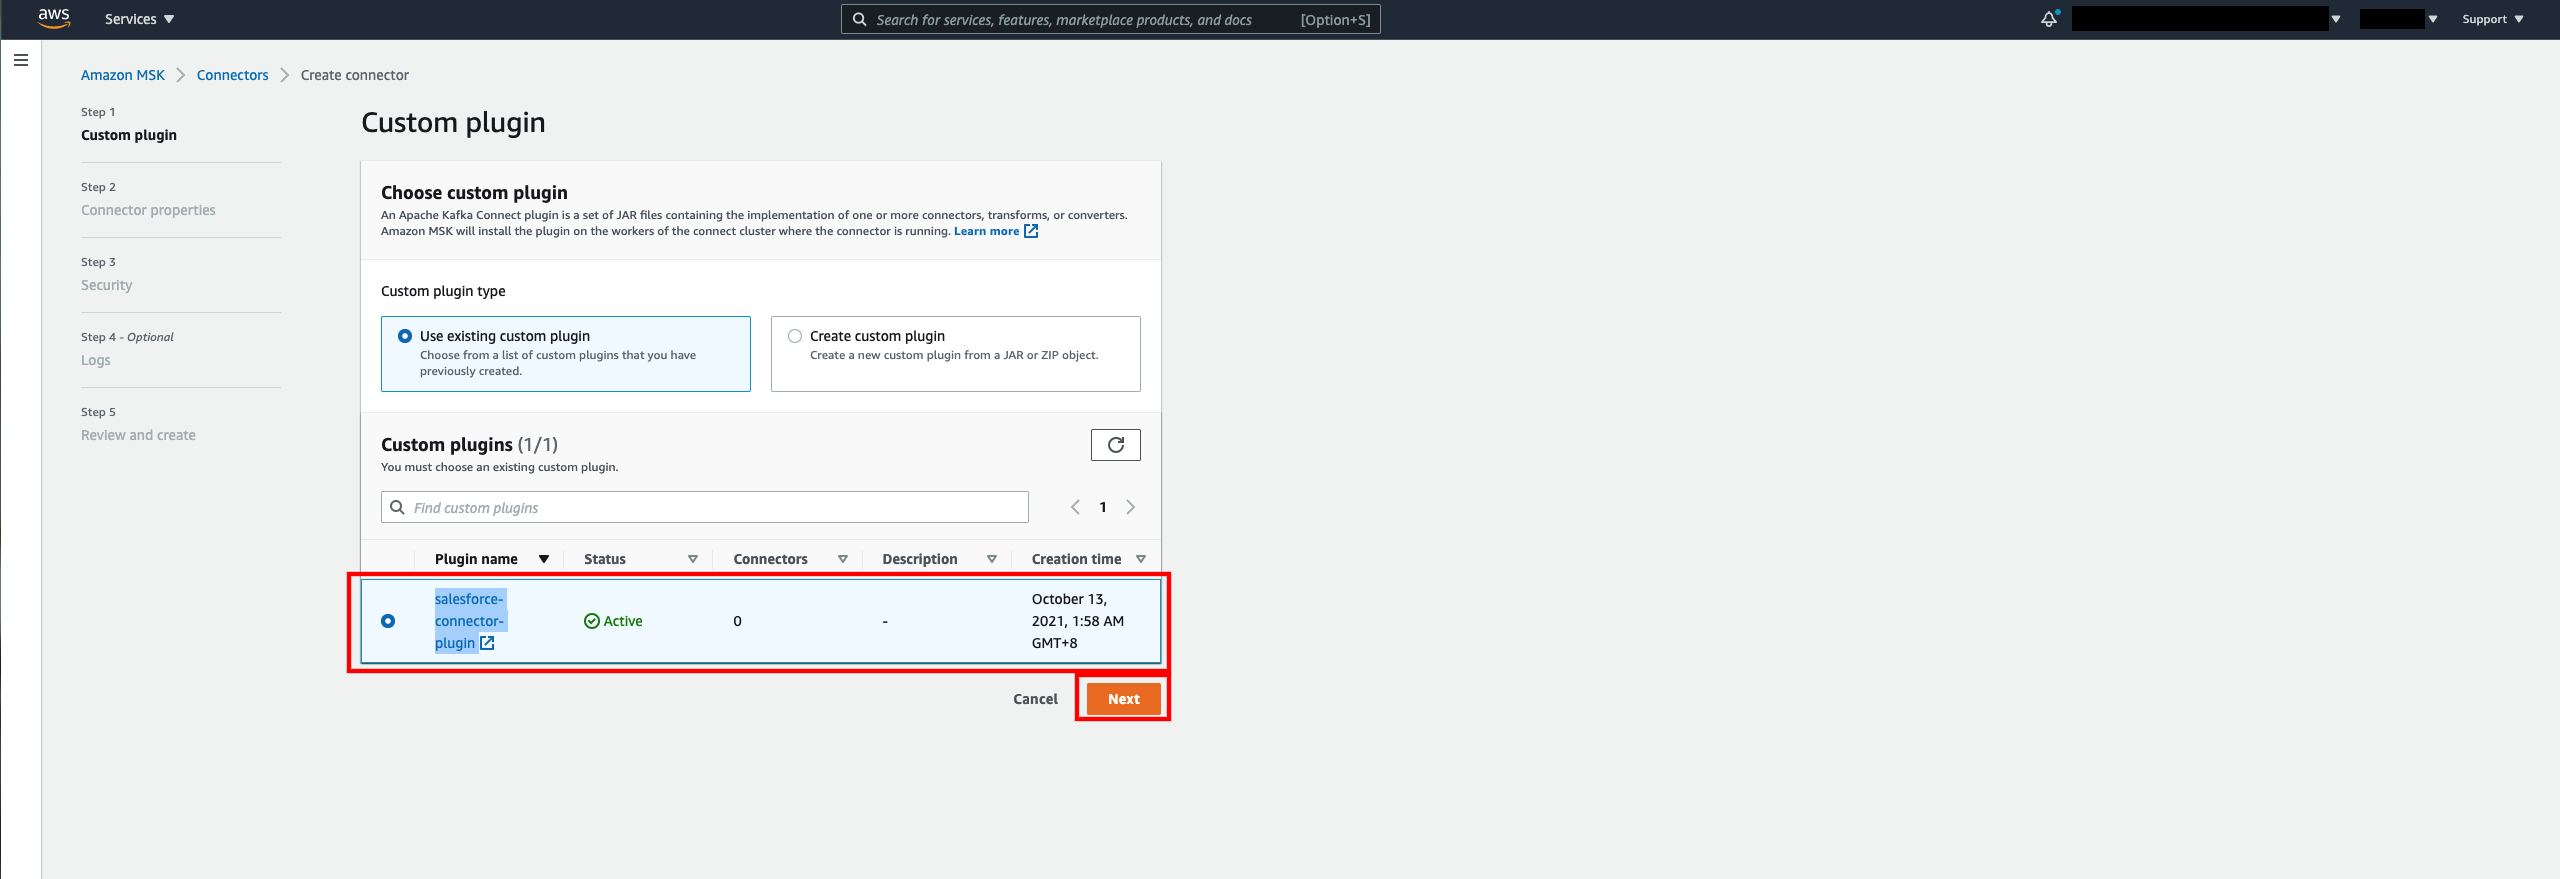 aws
Services
Search for services, features, marketplace products, and docs
[Option+S]
Support
Amazon MSK
Connectors
Create connector
Step 1
Custom plugin
Step 2
Connector properties
Step 3
Security
Step 4 - Optional
Logs
Step 5
Review and create
Custom plugin
Choose custom plugin
An Apache Kafka Connect plugin is a set of JAR files containing the implementation of one or more connectors, transforms, or converters.
Amazon MSK will install the plugin on the workers of the connect cluster where the connector is running. Learn more
Custom plugin type
Use existing custom plugin
Choose from a list of custom plugins that you have
previously created.
Create custom plugin
Create a new custom plugin from a JAR or ZIP object.
Custom plugins (1/1)
You must choose an existing custom plugin.
Find custom plugins
1
Plugin name
Status
Connectors
Description
Creation time
salesforce-
connector-
plugin
Active
0
-
October 13,
2021, 1:58 AM
GMT+8
Cancel
Next